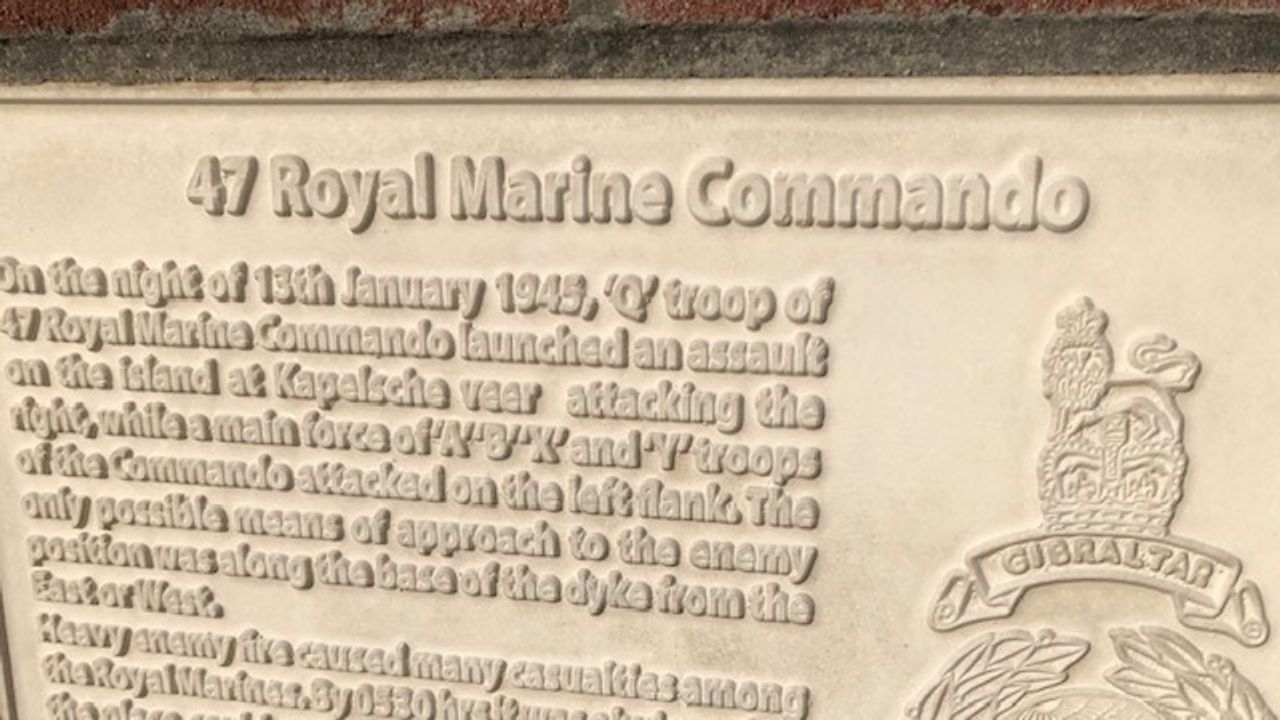 47 Royal Marine Commando
On the night of 13th January 1945, 'Q' troop of
47 Royal Marine Commando launched an assault
on the island at Kapelsche veer attacking the
right, while a main force of 'A' 'B' 'X' and 'Y' troops
of the Commando attacked on the left flank. The
only possible means of approach to the enemy
position was along the base of the dyke from the
East or West.
Heavy enemy fire caused many casualties among
the Royal Marines. By 0530 hrs it was
the place
GIBRALTAR